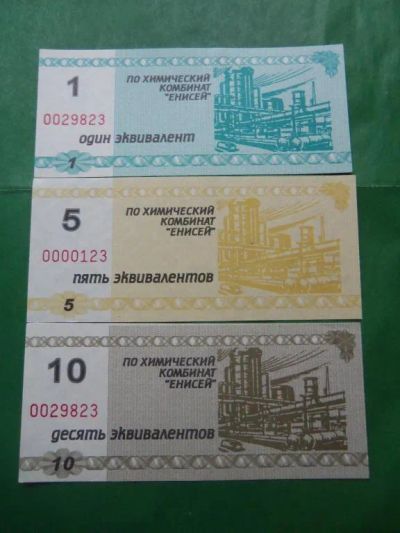 1
ПО ХИМИЧЕСКИЙ
КОМБИНАТ
"ЕНИСЕЙ"
0029823
один эквивалент
1
5
ПО ХИМИЧЕСКИЙ
КОМБИНАТ
"ЕНИСЕЙ"
0000123
пять эквивалентов
5
10
ПО ХИМИЧЕСКИЙ
КОМБИНАТ
"ЕНИСЕЙ"
0029823
десять эквивалентов
10